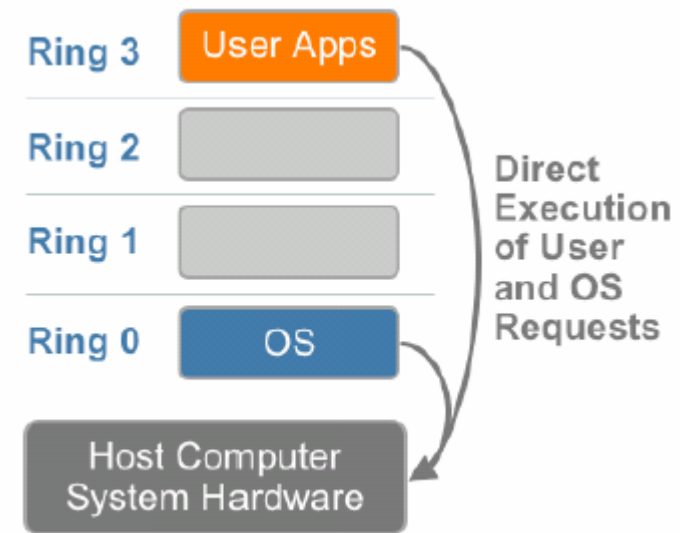 Ring 3
User Apps
Ring 2
Ring 1
Ring 0
OS
Direct
Execution
of User
and OS
Requests
Host Computer
System Hardware